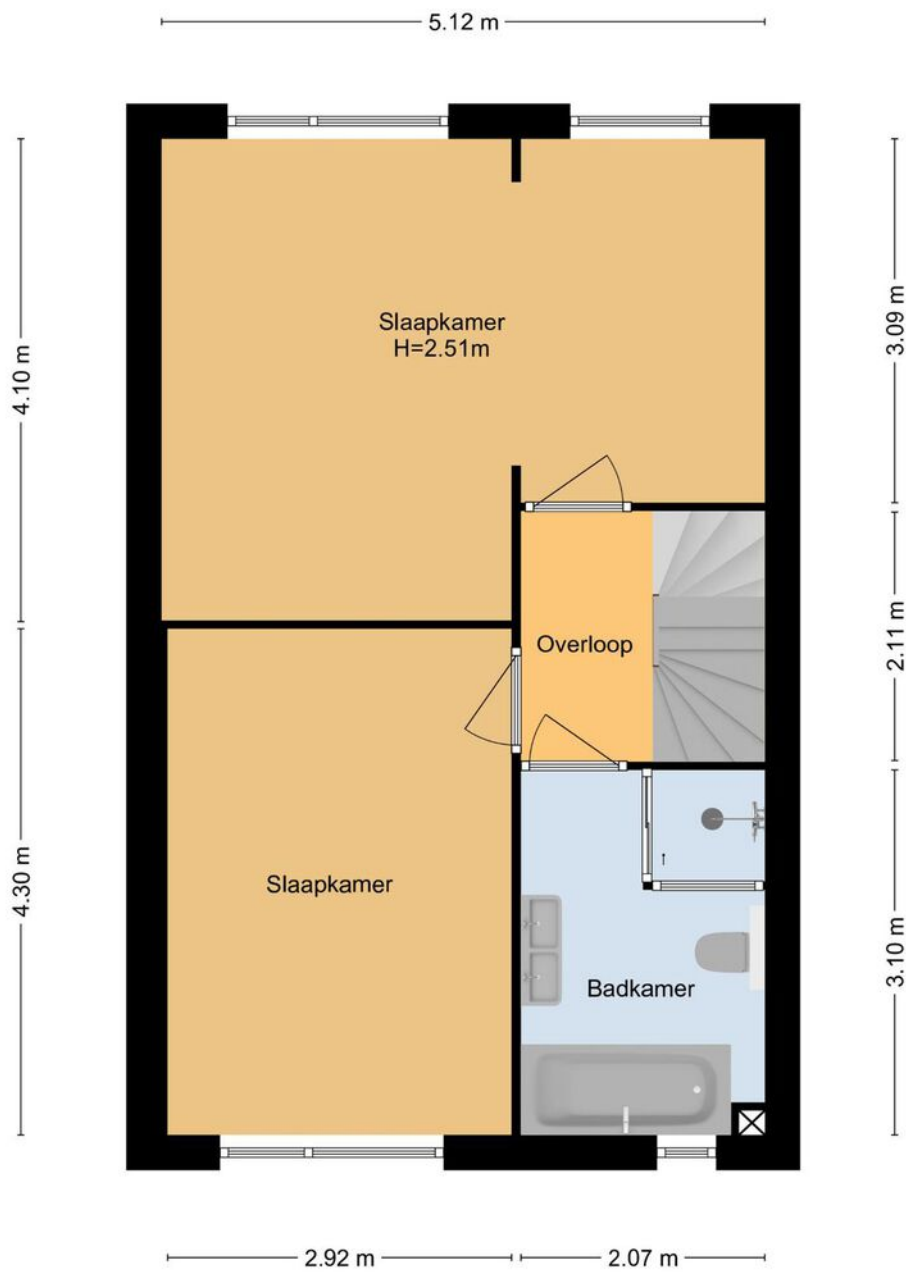 5.12 m
4.10 m
3.09 m
Slaapkamer
H=2.51m
2.11 m
Overloop
4.30 m
Slaapkamer
3.10 m
Badkamer
2.92 m
2.07 m